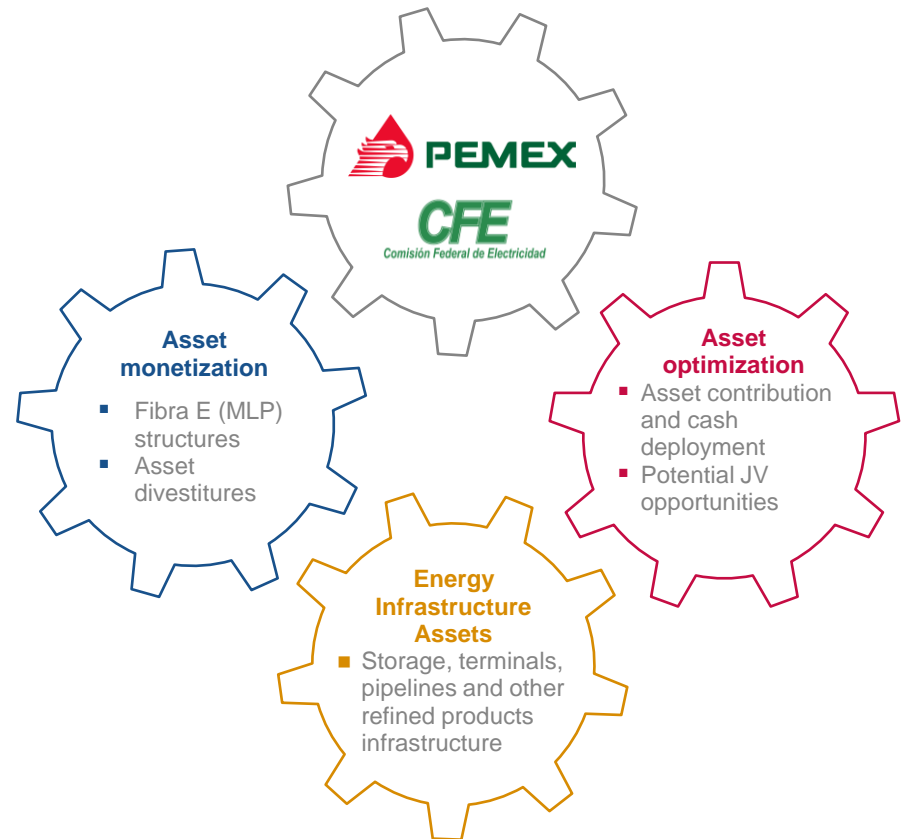 PEMEX
CFE
Comisión Federal de Electricidad
Asset
monetization
▪ Fibra E (MLP)
structures
▪ Asset
divestitures
Asset
optimization
▪ Asset contribution
and cash
deployment
▪ Potential JV
opportunities
Energy
Infrastructure
Assets
▪ Storage, terminals,
pipelines and other
refined products
infrastructure